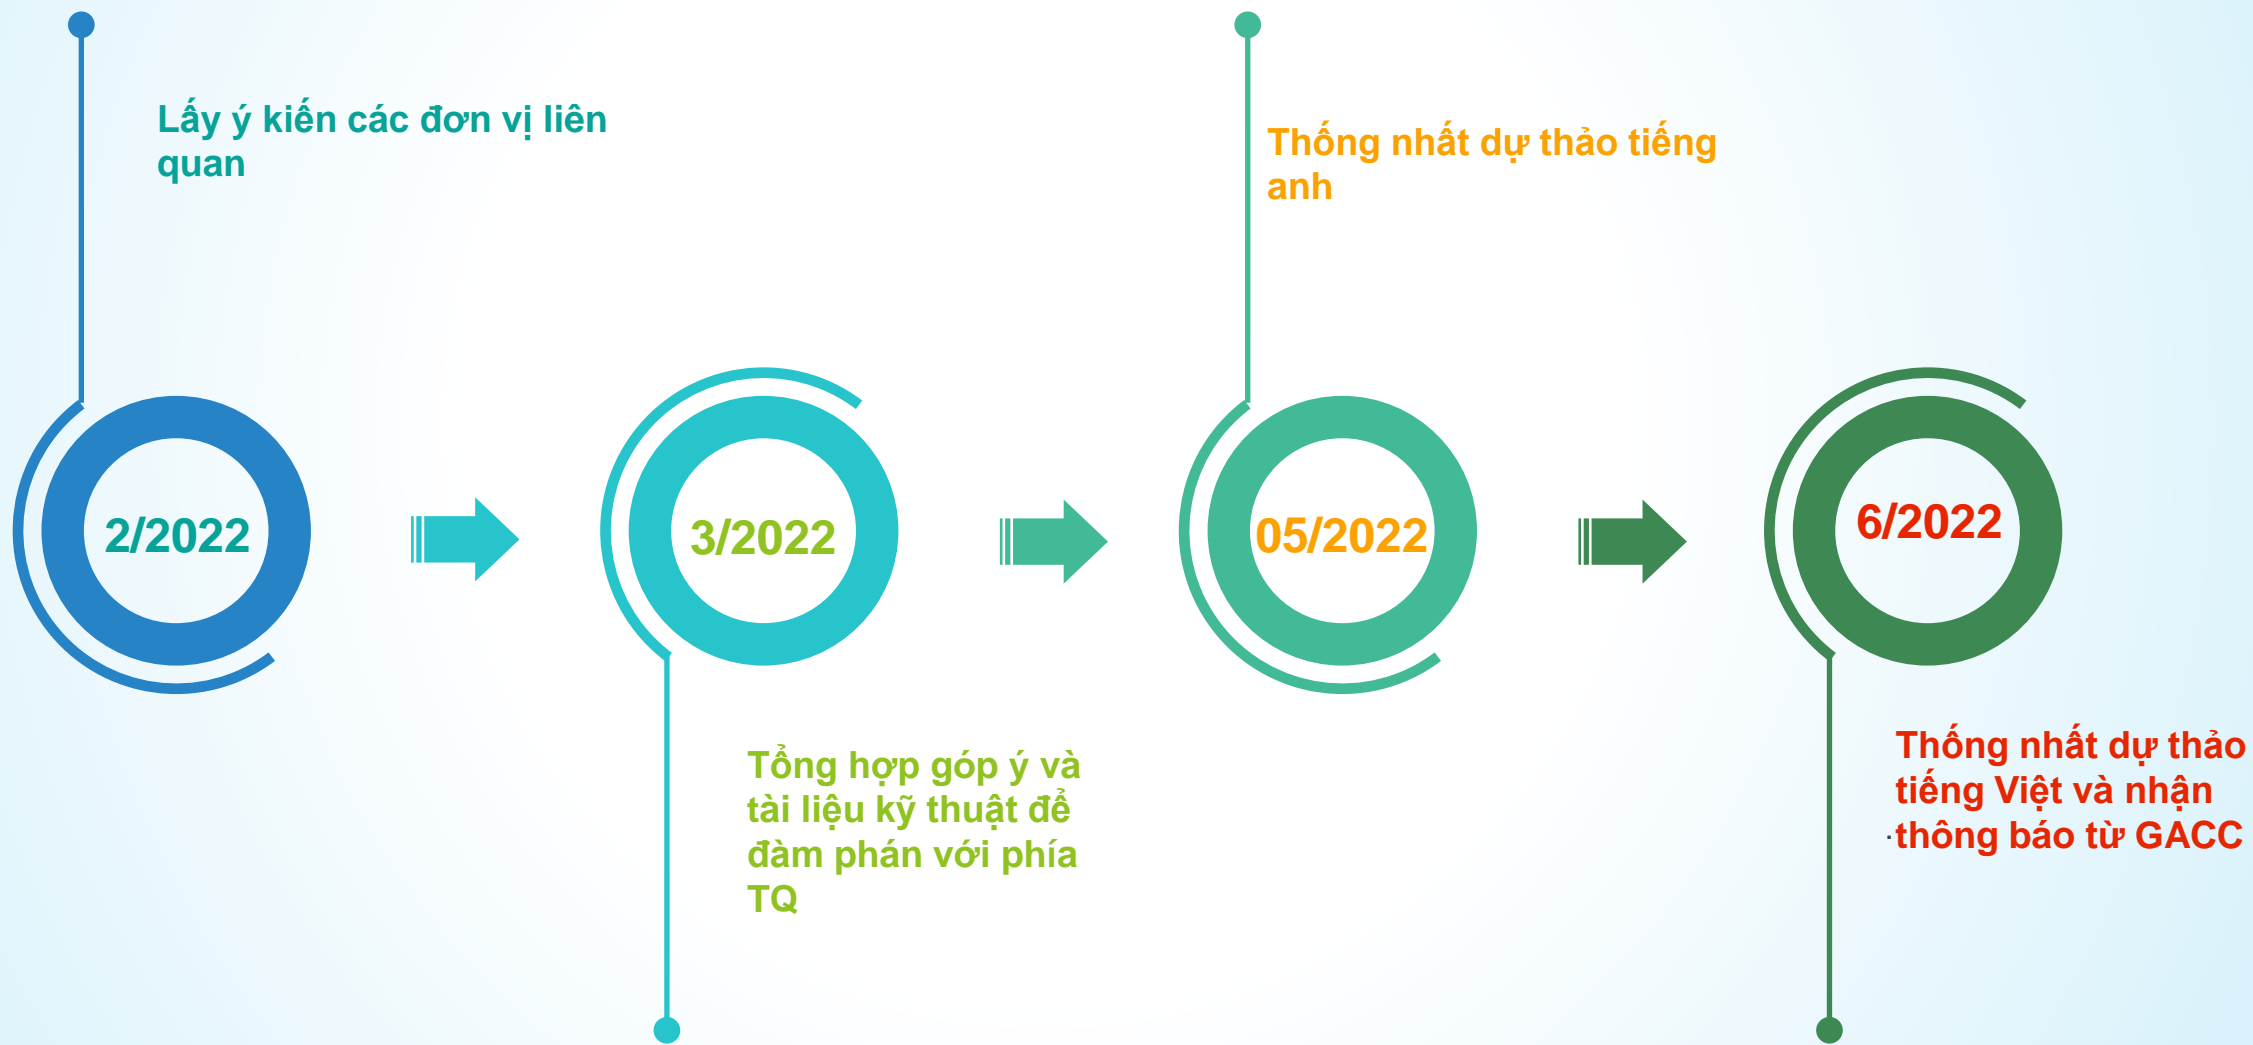 Lấy ý kiến các đơn vị liên
quan
2/2022
3/2022
Tổng hợp góp ý và
tài liệu kỹ thuật để
đàm phán với phía
TQ
Thống nhất dự thảo tiếng
anh
05/2022
6/2022
Thống nhất dự thảo
tiếng Việt và nhận
thông báo từ GACC